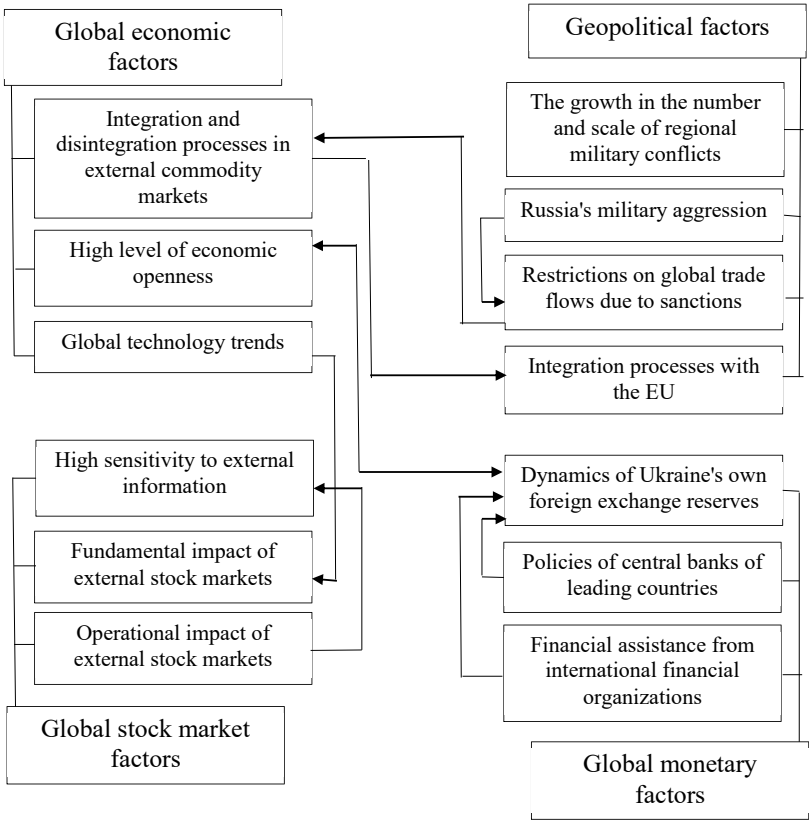 Global economic
factors
Integration and
disintegration processes in
external commodity
markets
High level of economic
openness
Global technology trends
High sensitivity to external
information
Fundamental impact of
external stock markets
Operational impact of
external stock markets
Global stock market
factors
Geopolitical factors
The growth in the number
and scale of regional
military conflicts
Russia's military aggression
Restrictions on global trade
flows due to sanctions
Integration processes with
the EU
Dynamics of Ukraine's own
foreign exchange reserves
Policies of central banks of
leading countries
Financial assistance from
international financial
organizations
Global monetary
factors